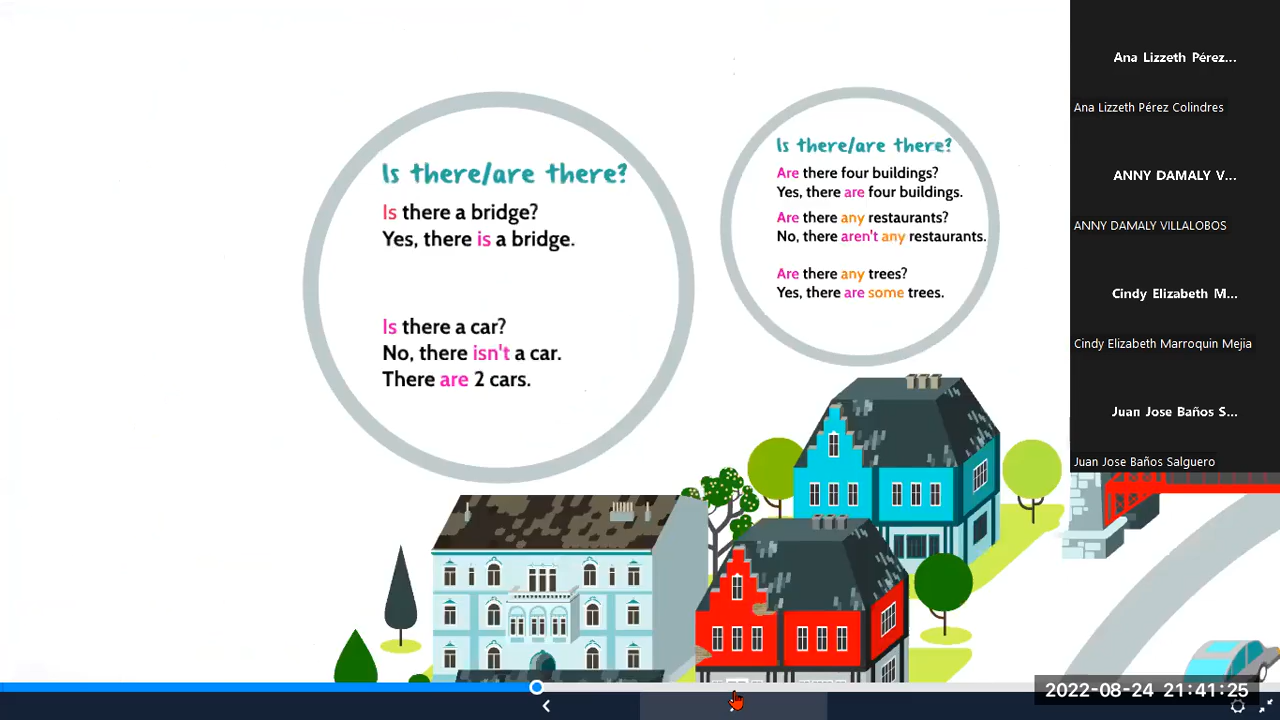 Is there/are there?
Is there a bridge?
Yes, there is a bridge.
Is there a car?
No, there isn't a car.
There are 2 cars.
Is there/are there?
Are there four buildings?
Yes, there are four buildings.
Are there any restaurants?
No, there aren't any restaurants.
Are there any trees?
Yes, there are some trees.
Ana Lizzeth Pérez...
Ana Lizzeth Pérez Colindres
ANNY DAMALY V...
ANNY DAMALY VILLALOBOS
Cindy Elizabeth M...
Cindy Elizabeth Marroquin Mejia
Juan Jose Baños S...
Juan Jose Baños Salguero
2022-08-24 21:41:25